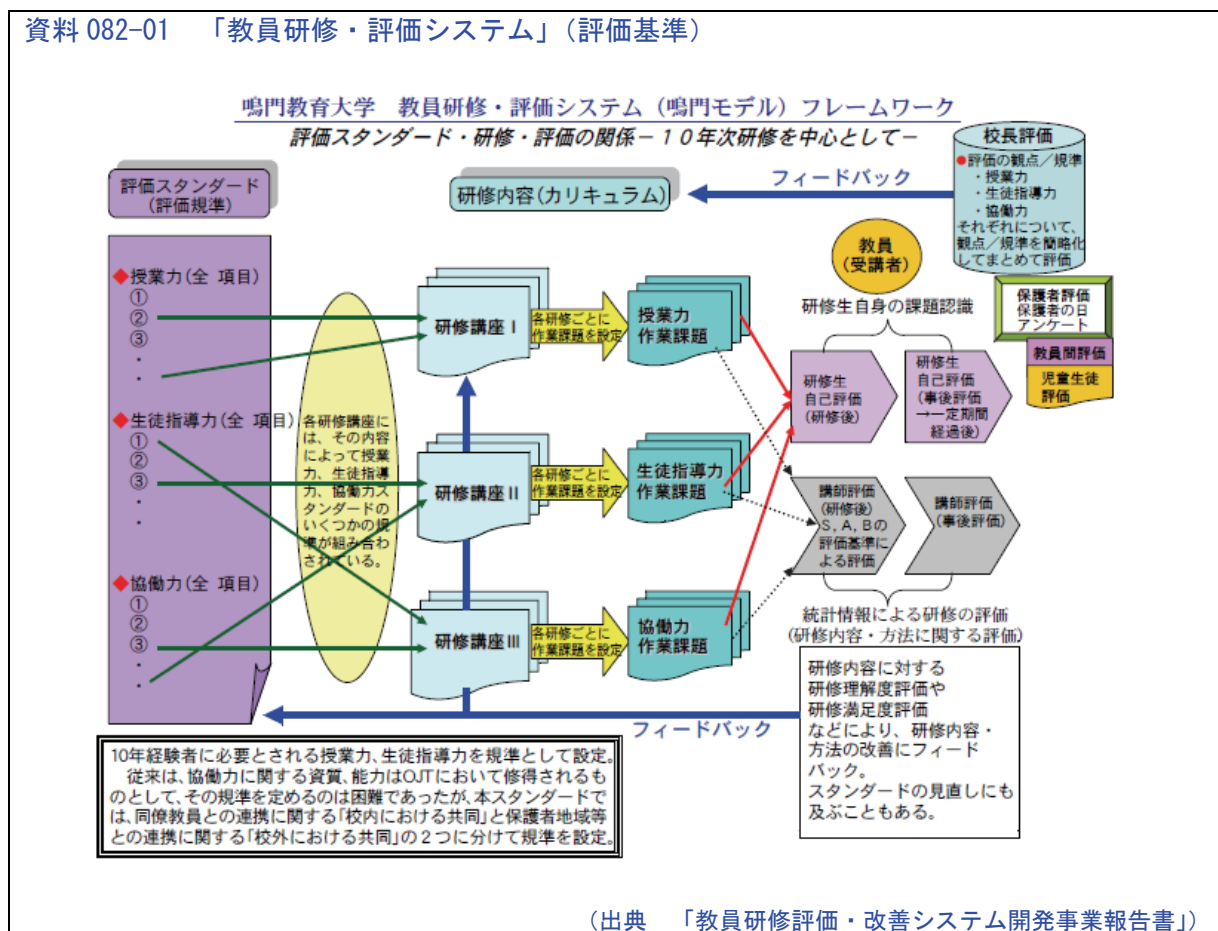 資料 082-01 「教員研修・評価システム」(評価基準)
鳴門教育大学 教員研修・評価システム（鳴門モデル）フレームワーク
評価スタンダード・研修・評価の関係－１０年次研修を中心として－
評価スタンダード
(評価規準)
研修内容(カリキュラム)
フィードバック
校長評価
●評価の観点／規準
・授業力
・生徒指導力
・協働力
それぞれについて、
観点／規準を簡略化
してまとめて評価
◆授業力(全 項目)
①
②
③
・
・
◆生徒指導力(全 項目)
①
②
③
・
・
◆協働力(全 項目)
①
②
③
・
・
各研修講座に
は、その内容
によって授業
力、生徒指導
力、協働力ス
タンダードの
いくつかの規
準が組み合わ
されている。
研修講座Ⅰ
各研修ごとに
作業課題を設定
授業力
作業課題
研修講座Ⅱ
各研修ごとに
作業課題を設定
生徒指導力
作業課題
研修講座Ⅲ
各研修ごとに
作業課題を設定
協働力
作業課題
教員
(受講者)
研修生自身の課題認識
保護者評価
保護者の日
アンケート
教員間評価
児童生徒
評価
研修生
自己評価
(研修後)
研修生
自己評価
(事後評価
→一定期間
経過後)
講師評価
(研修後)
S, A, Bの
評価基準に
よる評価
講師評価
(事後評価)
統計情報による研修の評価
(研修内容・方法に関する評価)
研修内容に対する
研修理解度評価や
研修満足度評価
などにより、研修内容・
方法の改善にフィード
バック。
スタンダードの見直しにも
及ぶこともある。
フィードバック
10年経験者に必要とされる授業力、生徒指導力を規準として設定。
従来は、協働力に関する資質、能力はOJTにおいて修得されるも
のとして、その規準を定めるのは困難であったが、本スタンダードで
は、同僚教員との連携に関する「校内における共同」と保護者地域等
との連携に関する「校外における共同」の２つに分けて規準を設定。
(出典 「教員研修評価・改善システム開発事業報告書」)